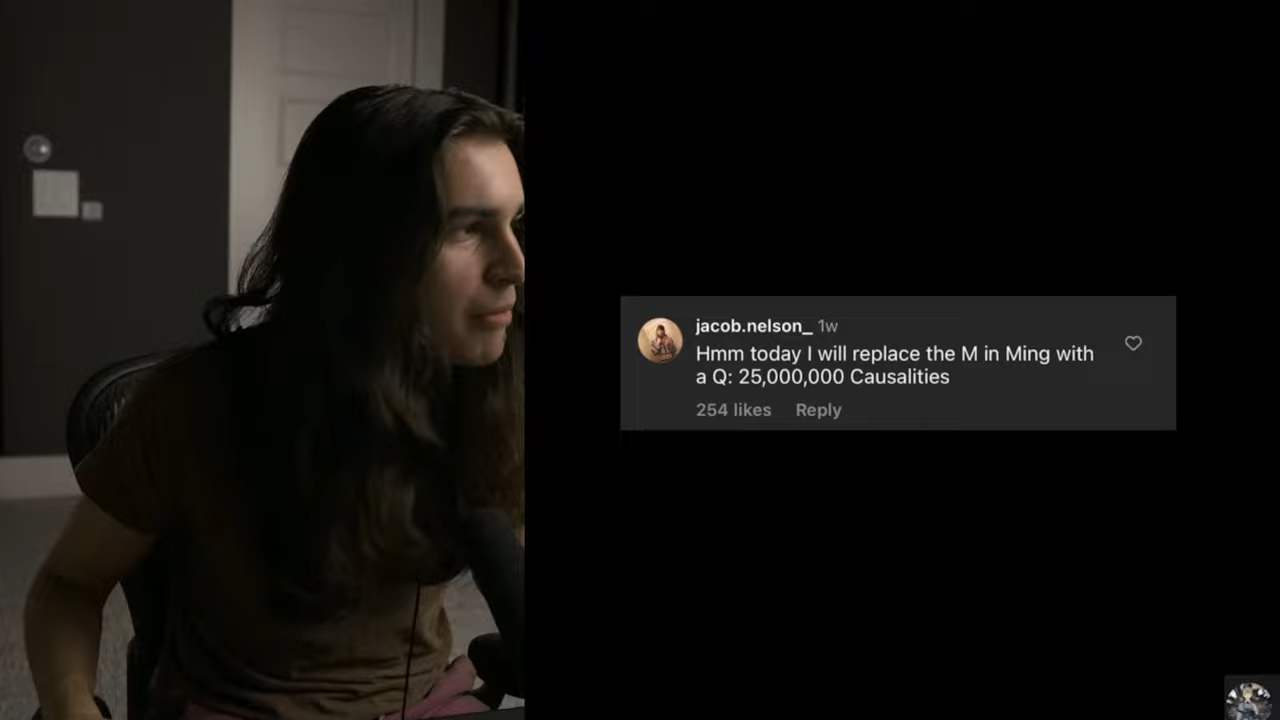 jacob.nelson_ 1w
Hmm today I will replace the M in Ming with
a Q: 25,000,000 Causalities
254 likes Reply